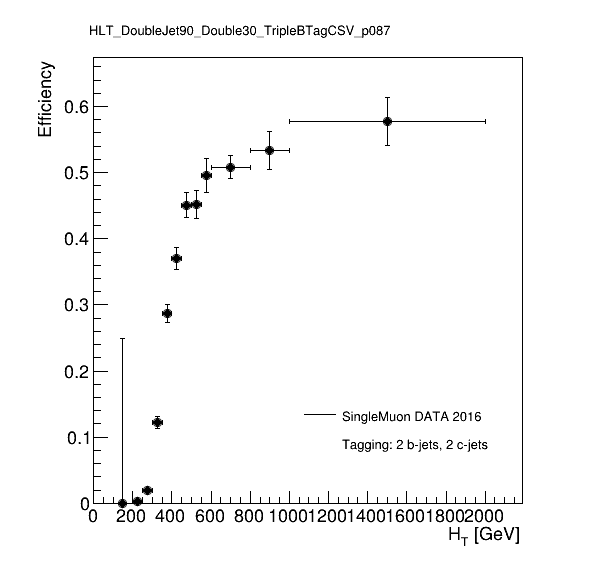 HLT_DoubleJet90_Double30_TripleBTagCSV_p087
Efficiency
0.6
0.5
0.4
0.3
0.2
0.1
0
SingleMuon DATA 2016
Tagging: 2 b-jets, 2 c-jets
0 200 400 600 800 1000 1200 1400 1600 1800 2000
H_T [GeV]